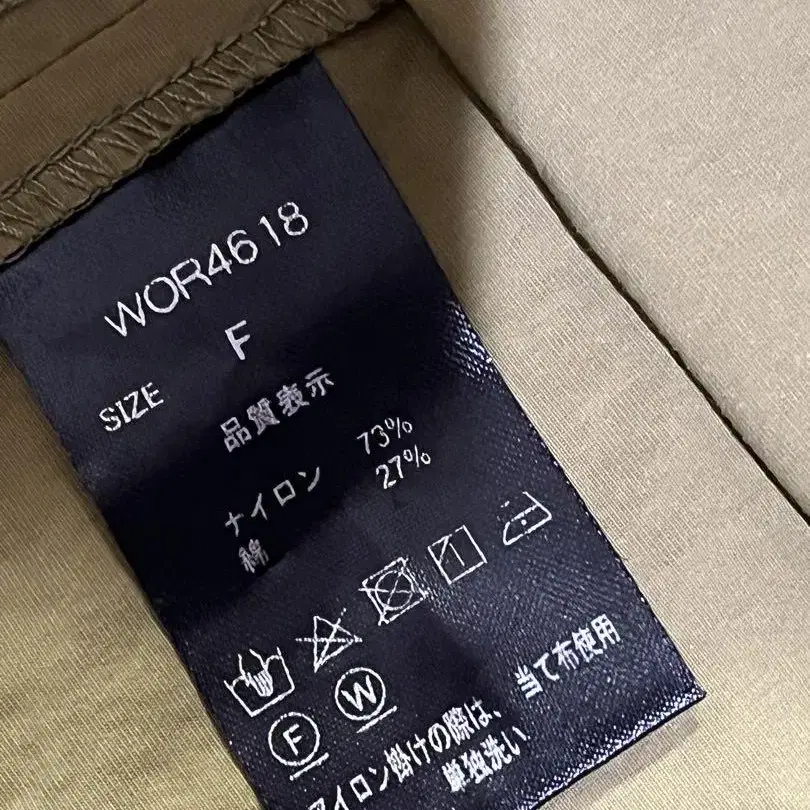 WOR4618
SIZE F
品質表示
ナイロン 73%
綿 27%
F W
アイロン掛けの際は、当て布使用
単独洗い